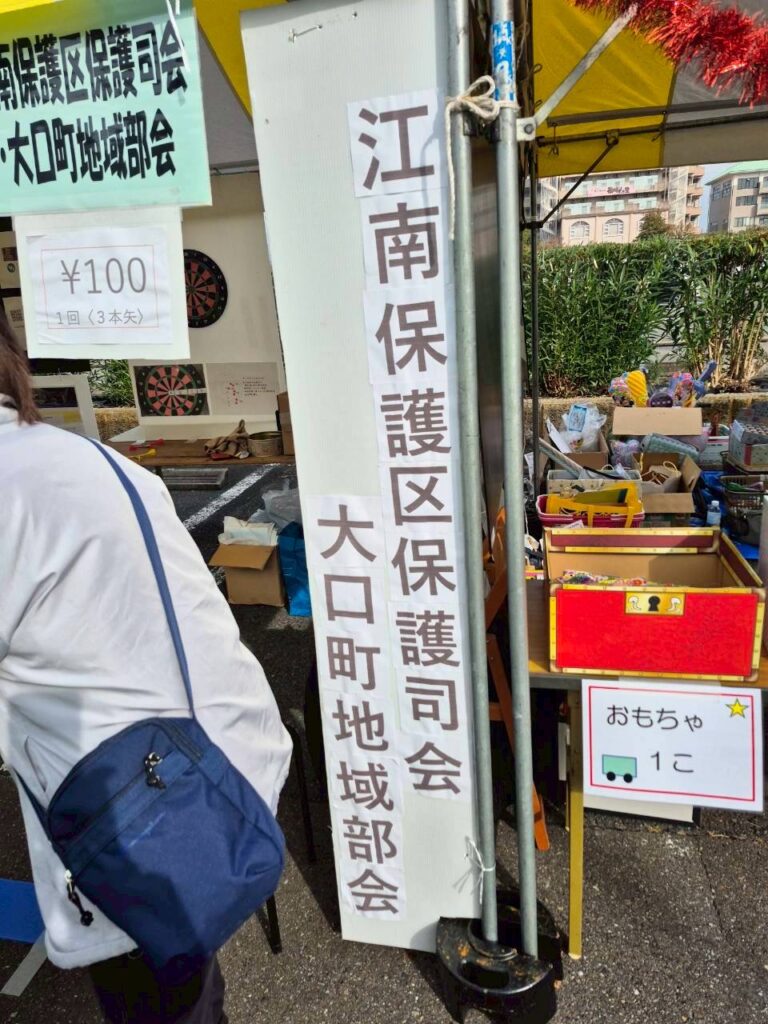 南保護区保護司会
・大口町地域部会
¥100
1回〈3本矢〉
江南保護区保護司会
大口町地域部会
おもちゃ
1こ